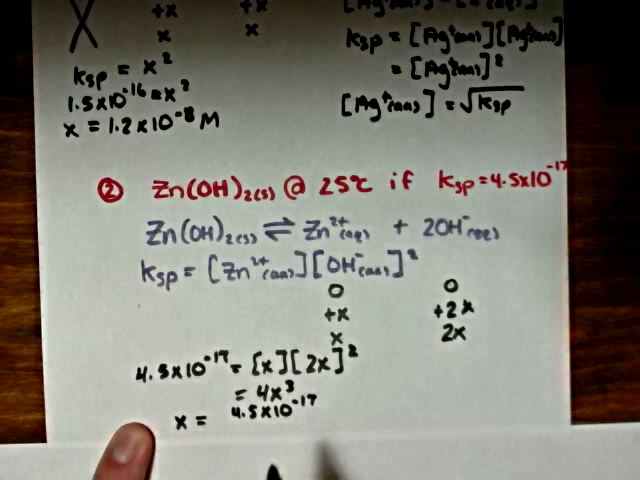 +x +x
x x
Ksp = x²
1.5x10⁻¹⁶ = x²
x = 1.2x10⁻⁸ M
Ksp = [Ag⁺(aq)][Ag⁺(aq)]
= [Ag⁺(aq)]²
[Ag⁺(aq)] = √Ksp
② Zn(OH)₂(s) @ 25℃ if Ksp = 4.5x10⁻¹⁷
Zn(OH)₂(s) ⇌ Zn²⁺(aq) + 2OH⁻(aq)
Ksp = [Zn²⁺(aq)][OH⁻(aq)]²
0 0
+x +2x
x 2x
4.5x10⁻¹⁷ = [x][2x]²
= 4x³
x = 4.5x10⁻¹⁷